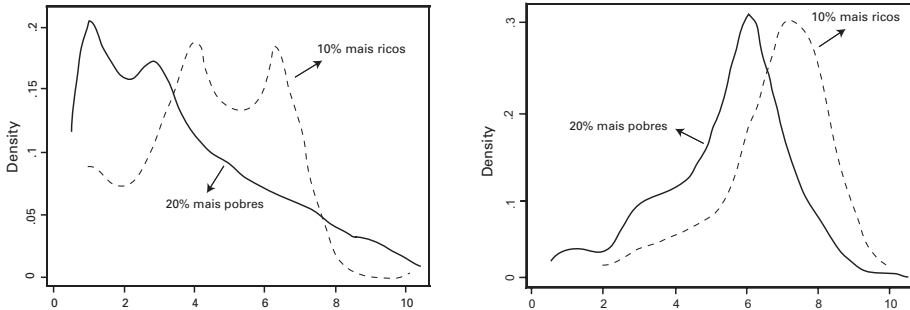 Density
.2
.15
.1
.05
0
10% mais ricos
20% mais pobres
0 2 4 6 8 10
Density
.3
.2
.1
0
10% mais ricos
20% mais pobres
0 2 4 6 8 10